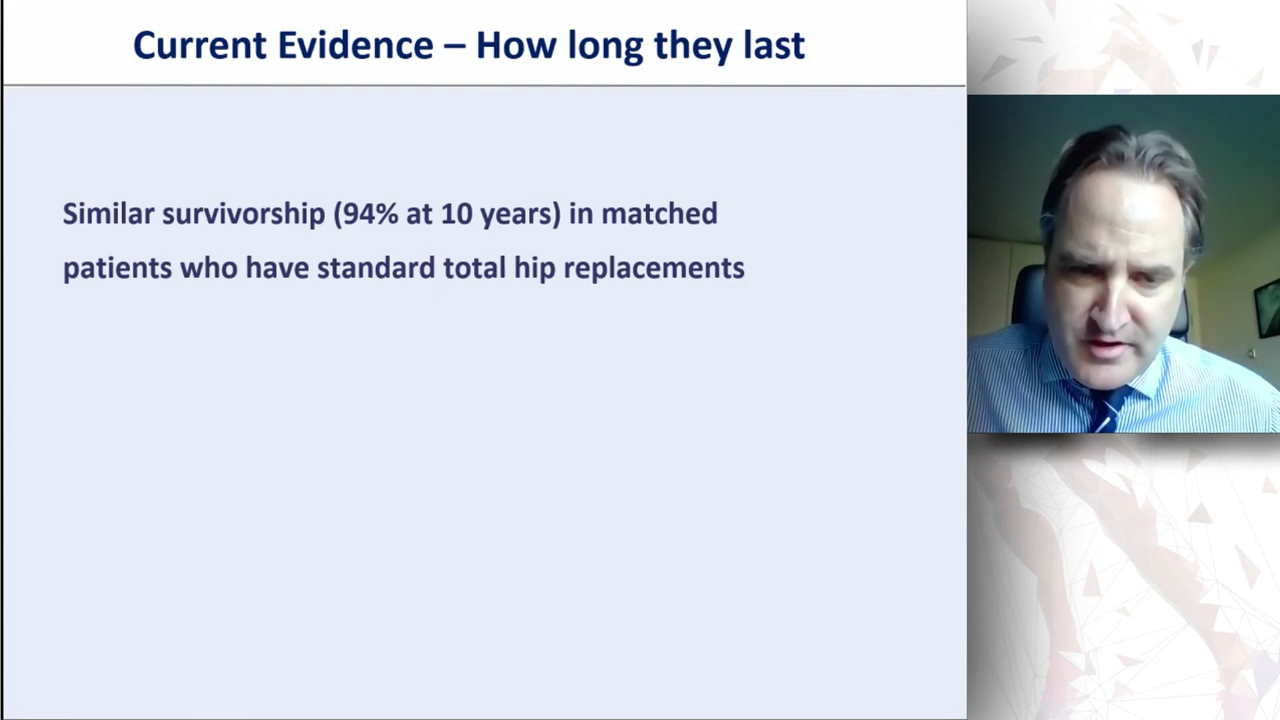 Current Evidence – How long they last
Similar survivorship (94% at 10 years) in matched
patients who have standard total hip replacements